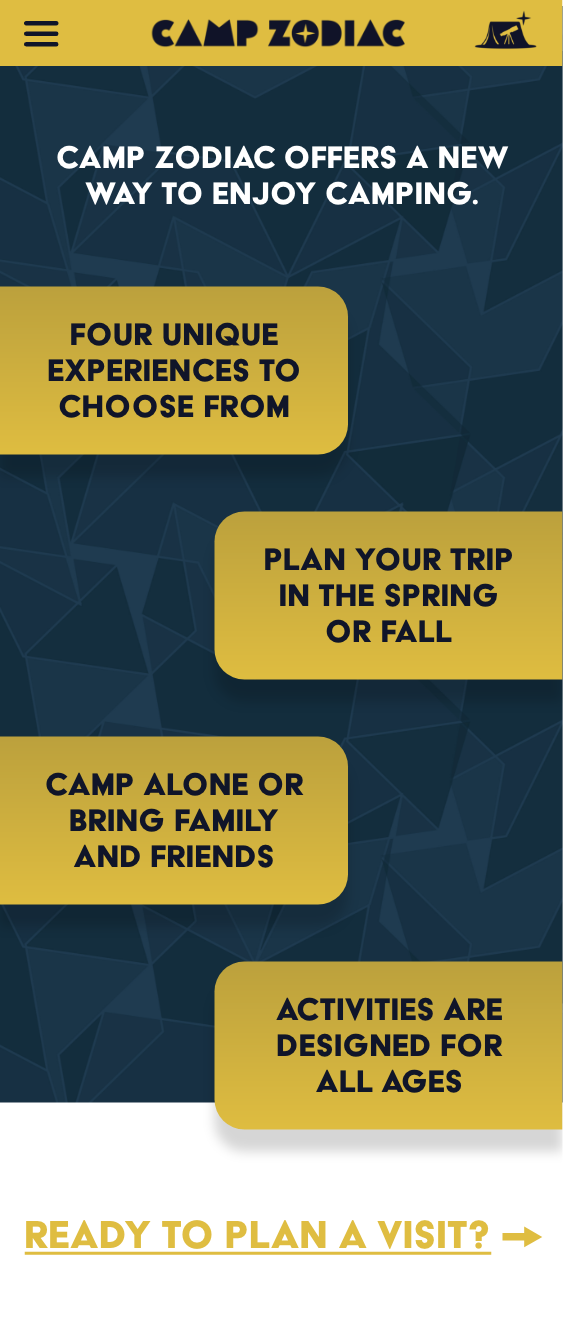 CAMP ZODIAC
CAMP ZODIAC OFFERS A NEW
WAY TO ENJOY CAMPING.
FOUR UNIQUE
EXPERIENCES TO
CHOOSE FROM
PLAN YOUR TRIP
IN THE SPRING
OR FALL
CAMP ALONE OR
BRING FAMILY
AND FRIENDS
ACTIVITIES ARE
DESIGNED FOR
ALL AGES
READY TO PLAN A VISIT?